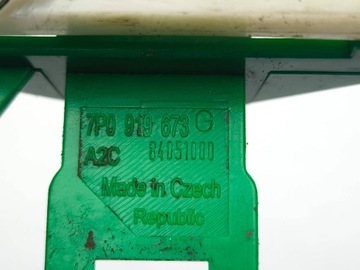 7P0 919 673 G
A2C 84051000
Made in Czech
Republic